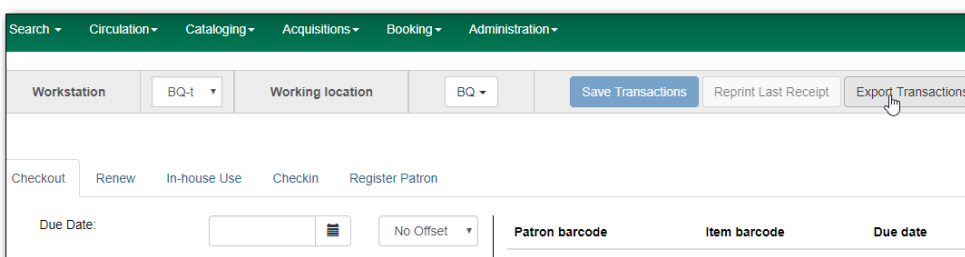 Search Circulation Cataloging Acquisitions Booking Administration
Workstation BQ-t Working location BQ Save Transactions Reprint Last Receipt Export Transactions
Checkout Renew In-house Use Checkin Register Patron
Due Date: No Offset Patron barcode Item barcode Due date